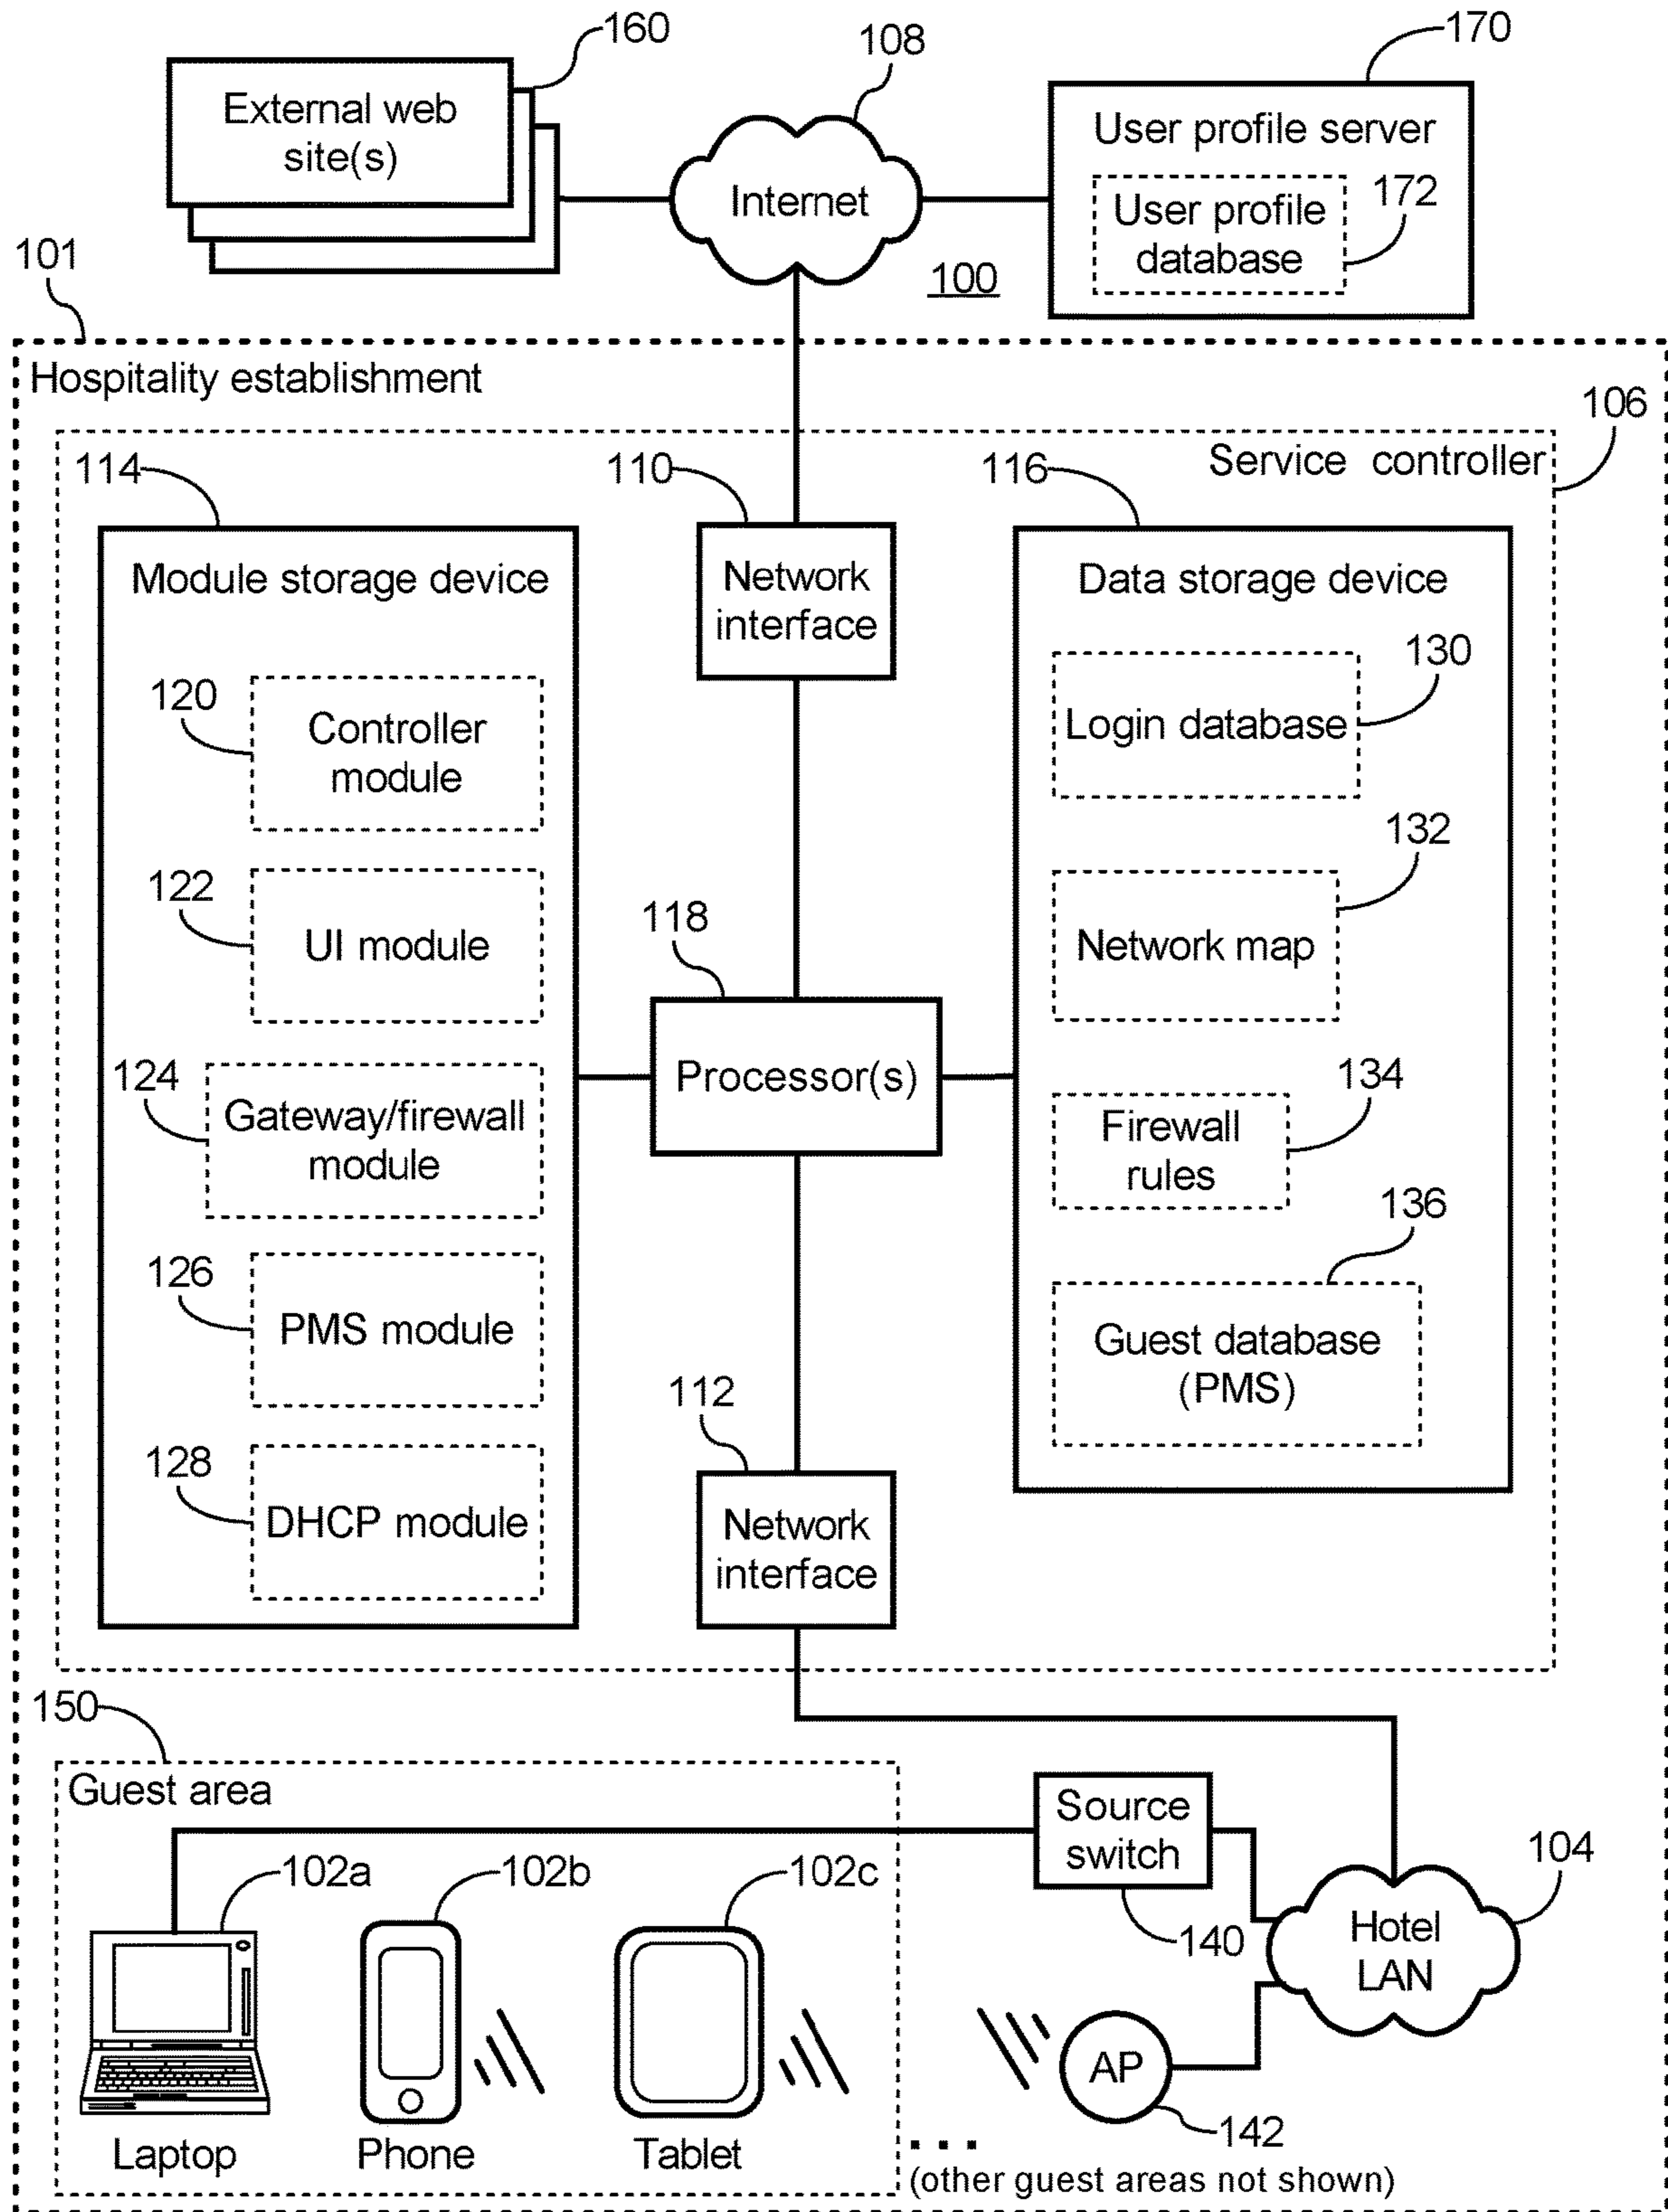 160
108
170
External web
site(s)
Internet
User profile server
User profile
database
172
101
100
Hospitality establishment
106
114
110
116
Service controller
Module storage device
Network
interface
Data storage device
120
Controller
module
130
Login database
122
UI module
132
Network map
118
Processor(s)
124
Gateway/firewall
module
134
Firewall
rules
126
PMS module
136
Guest database
(PMS)
112
128
DHCP module
Network
interface
150
Guest area
Source
switch
102a
102b
102c
104
140
Hotel
LAN
AP
142
Laptop
Phone
Tablet
...
(other guest areas not shown)